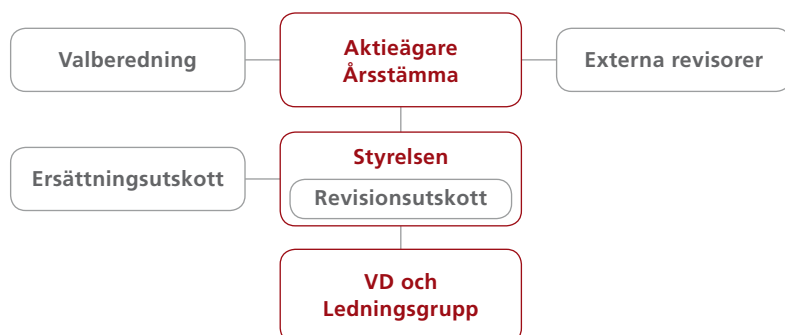 Valberedning
Aktieägare
Årsstämma
Externa revisorer
Ersättningsutskott
Styrelsen
Revisionsutskott
VD och
Ledningsgrupp